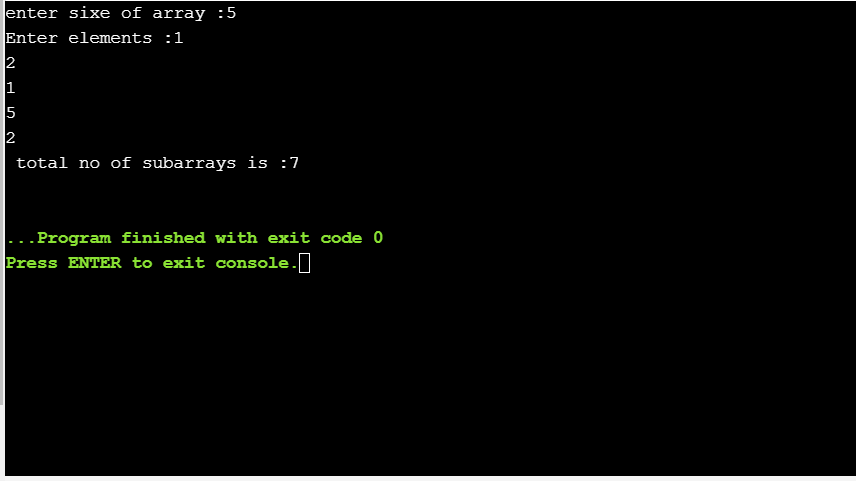 enter sixe of array :5
Enter elements :1
2
1
5
2
total no of subarrays is :7
...Program finished with exit code 0
Press ENTER to exit console.